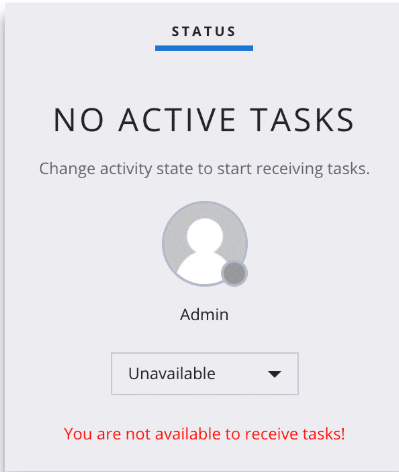 STATUS
NO ACTIVE TASKS
Change activity state to start receiving tasks.
Admin
Unavailable
You are not available to receive tasks!